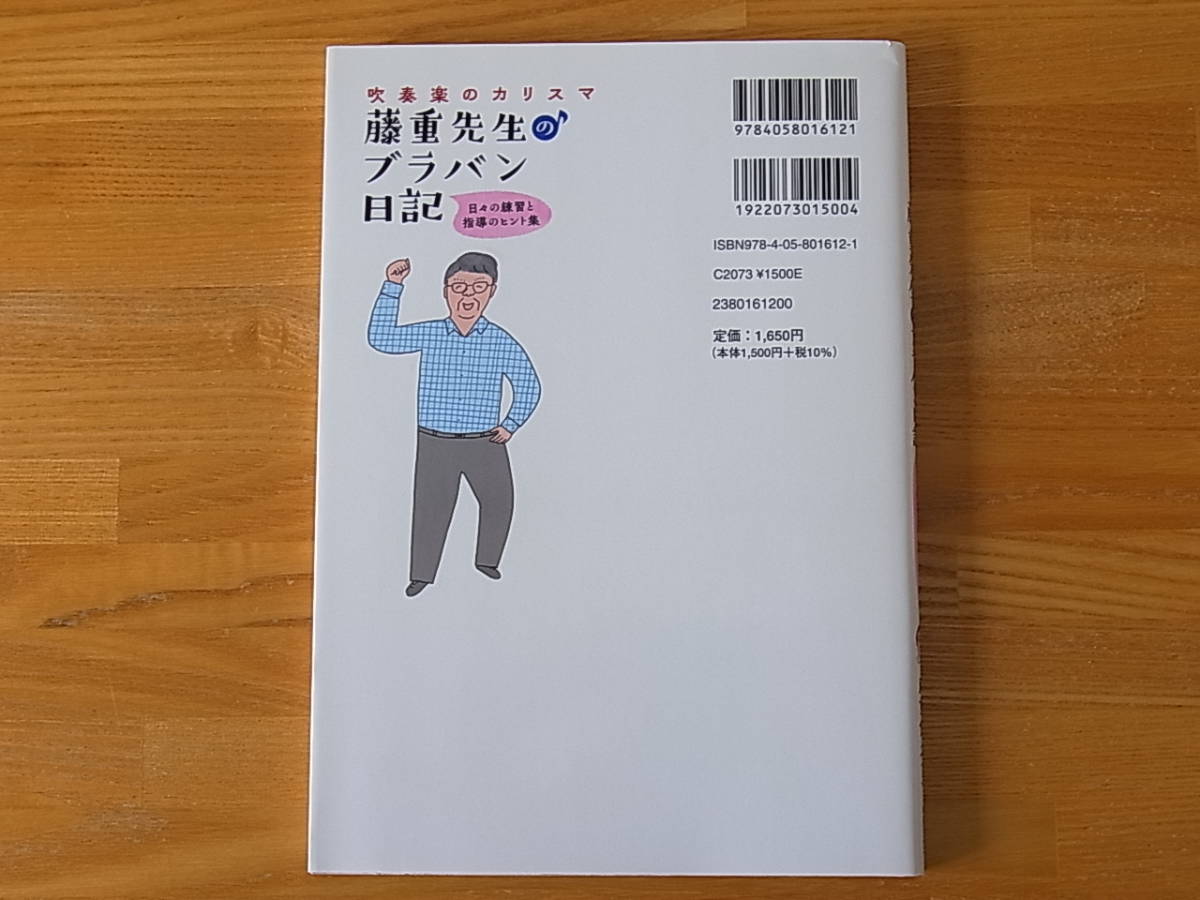 吹奏楽のカリスマ
藤重先生の
ブラバン
日記
日々の練習と
指導のヒント集
9784058016121
1922073015004
ISBN978-4-05-801612-1
C2073 ¥1500E
2380161200
定価：1,650円
（本体1,500円＋税10%）